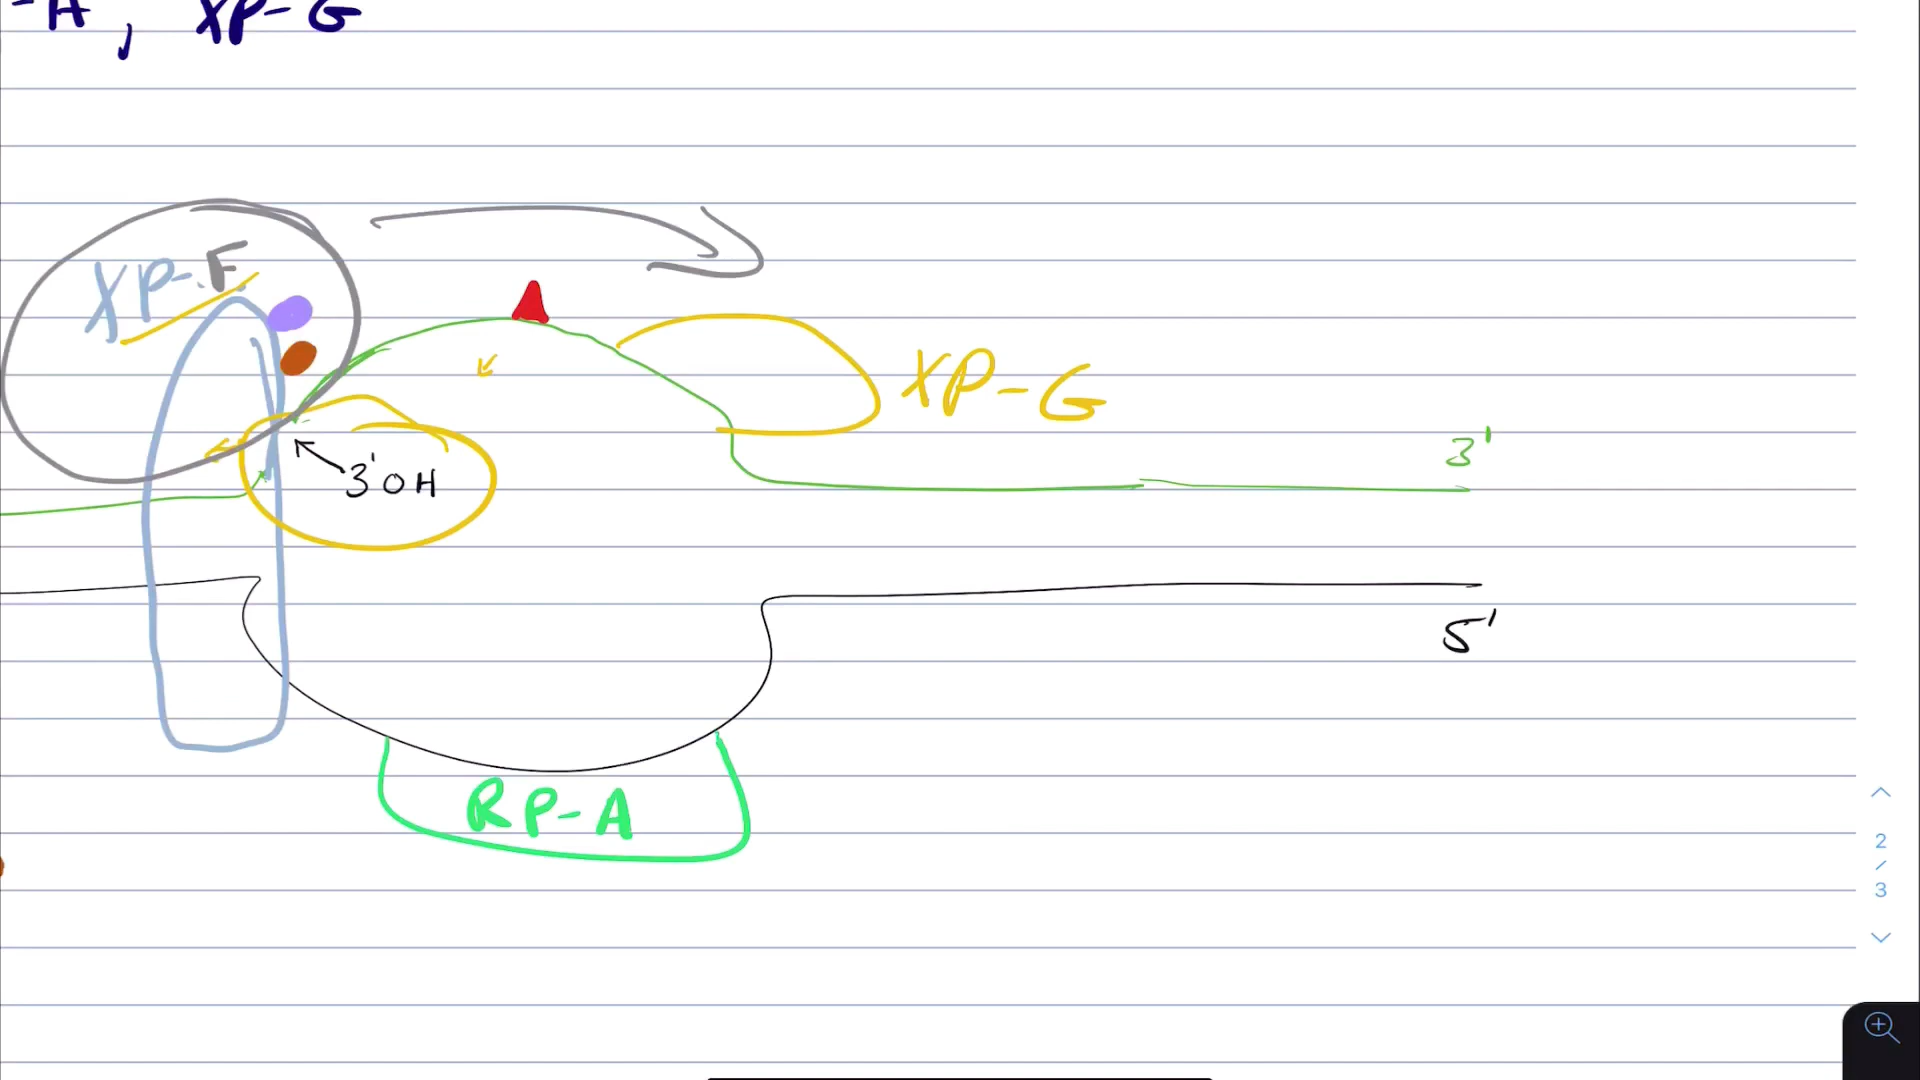 -A, XP-G
XP-F
XP-G
3'
3'OH
5'
RP-A
2
/
3